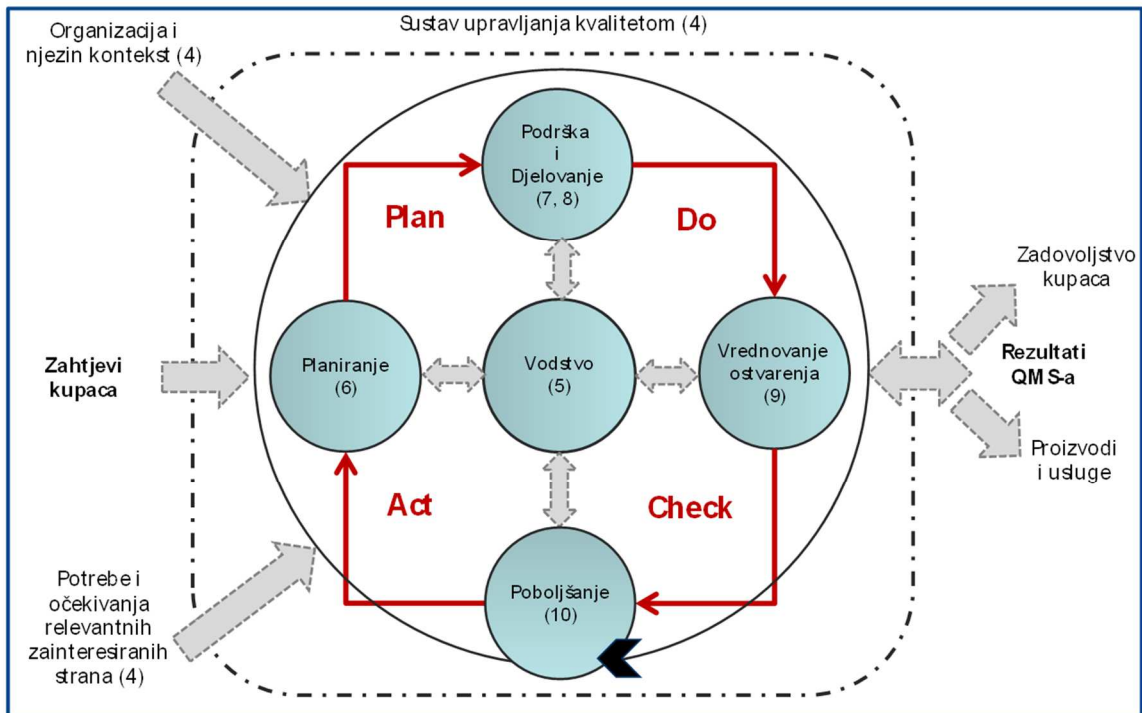 Organizacija i
njezin kontekst (4)
Sustav upravljanja kvalitetom (4)
Podrška
i
Djelovanje
(7, 8)
Plan
Do
Zadovoljstvo
kupaca
Zahtjevi
kupaca
Planiranje
(6)
Vodstvo
(5)
Vrednovanje
ostvarenja
(9)
Rezultati
QMS-a
Proizvodi
i usluge
Act
Check
Potrebe i
očekivanja
relevantnih
zainteresiranih
strana (4)
Poboljšanje
(10)